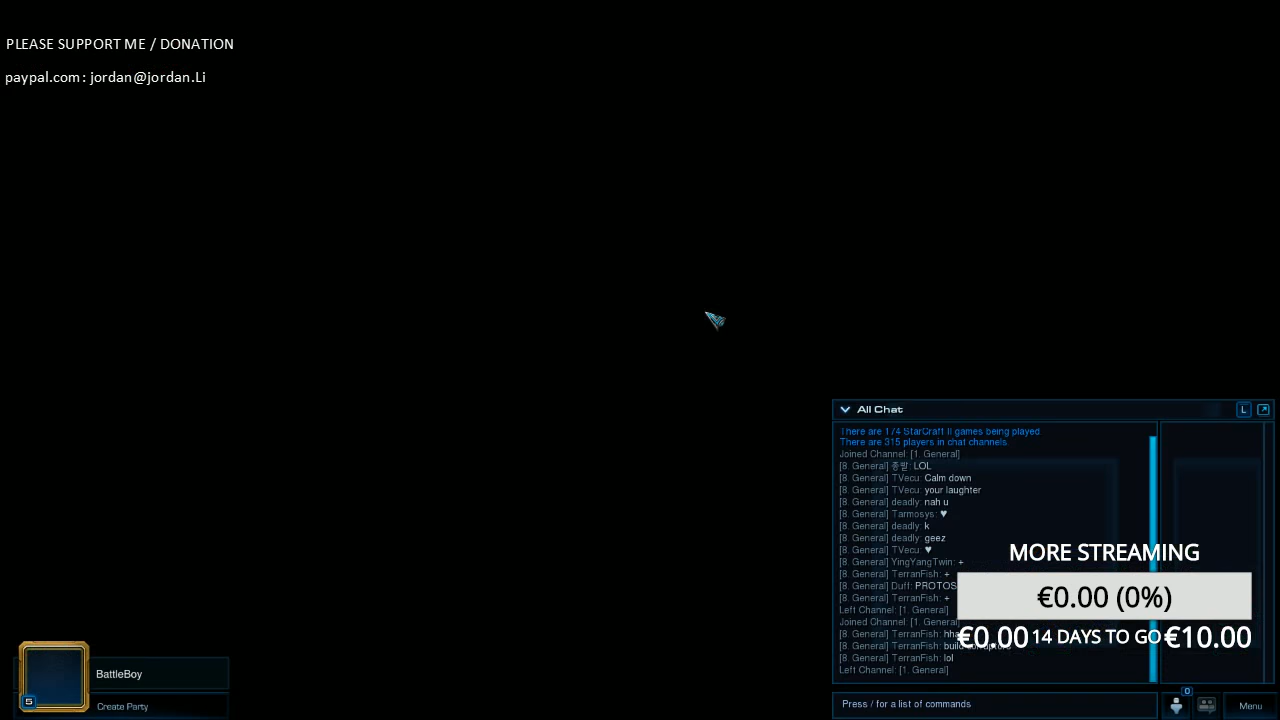 PLEASE SUPPORT ME / DONATION
paypal.com: jordan@jordan.Li
All Chat
L
There are 174 StarCraft II games being played.
There are 315 players in chat channels.
Joined Channel: [1. General]
[8. General] 종말: LOL
[8. General] TVecu: Calm down
[8. General] TVecu: your laughter
[8. General] deadly: nah u
[8. General] Tarmosys: ♥
[8. General] deadly: k
[8. General] deadly: geez
[8. General] TVecu: ♥
[8. General] YingYangTwin: +
[8. General] TerranFish: +
[8. General] Duff: PROTOS
[8. General] TerranFish: +
Left Channel: [1. General]
Joined Channel: [1. General]
[8. General] TerranFish: hha
[8. General] TerranFish: build corruptors
[8. General] TerranFish: lol
Left Channel: [1. General]
MORE STREAMING
€0.00 (0%)
€0.00 14 DAYS TO GO €10.00
BattleBoy
5
Create Party
Press / for a list of commands
0
Menu